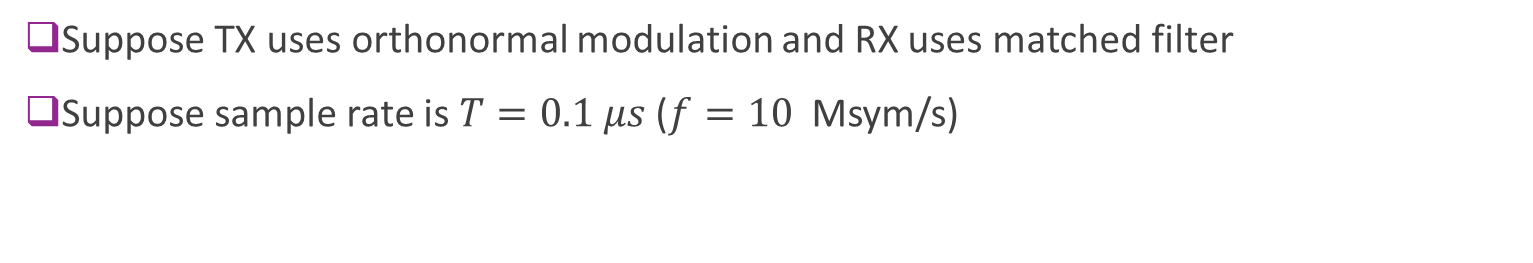 ❑Suppose TX uses orthonormal modulation and RX uses matched filter
❑Suppose sample rate is T = 0.1 μs (f = 10 Msym/s)